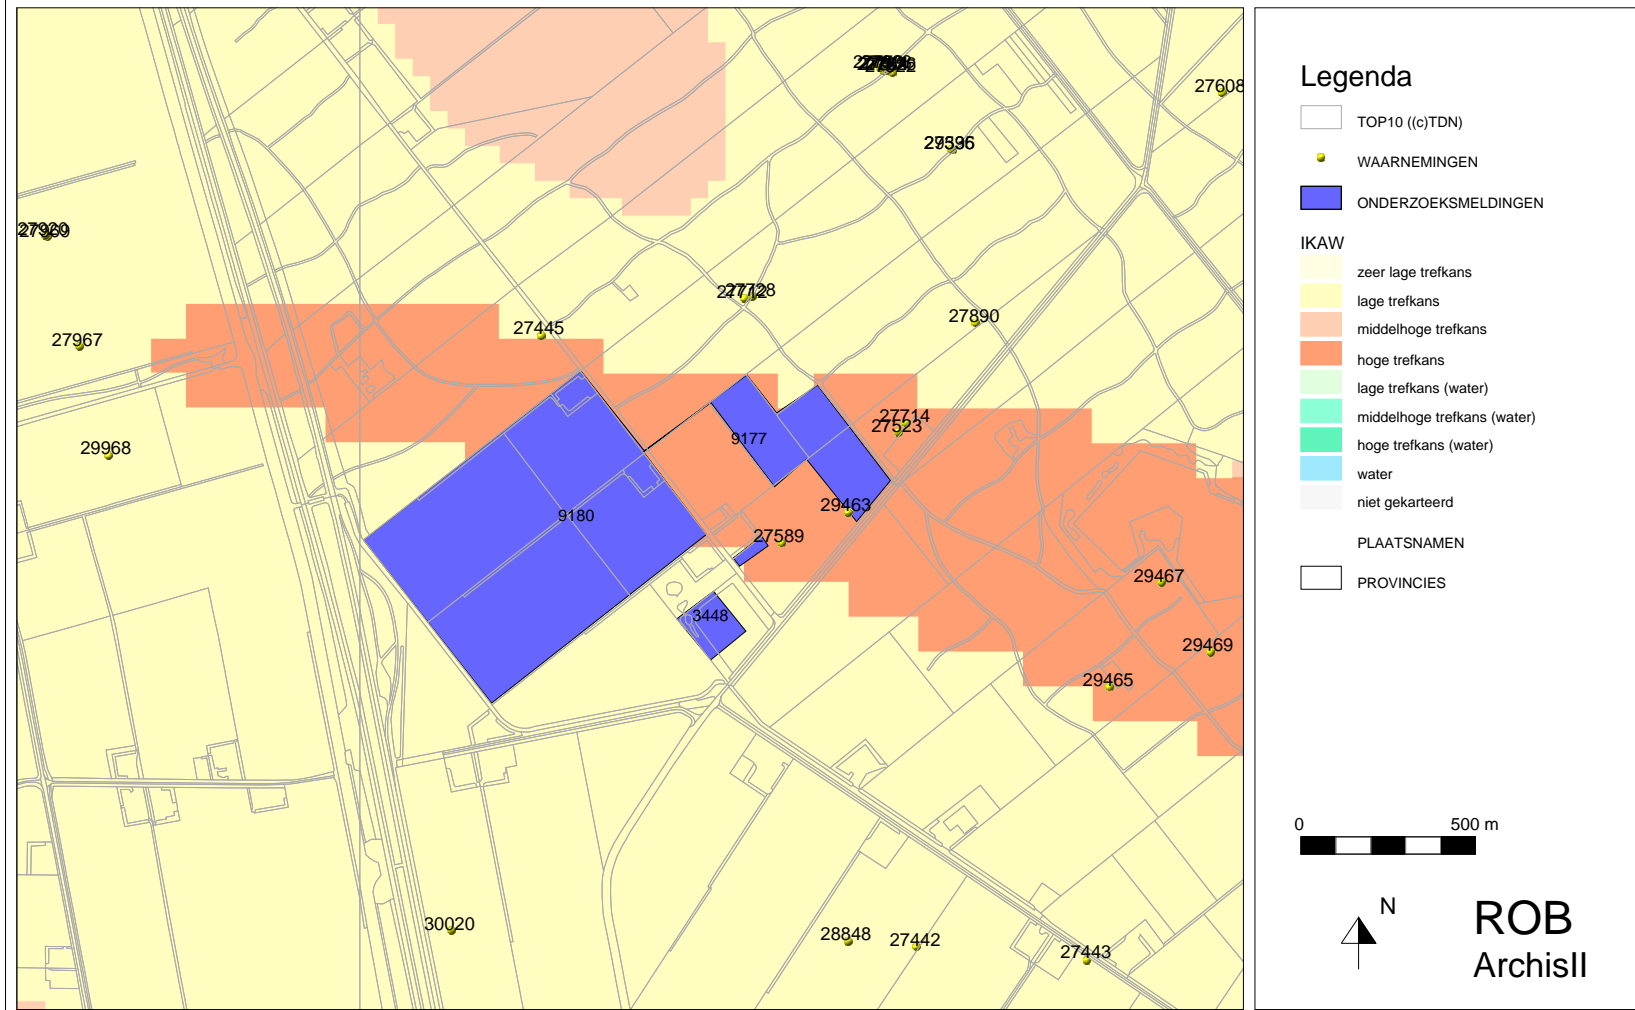 27608
29596
27920
27728
27890
27445
27967
27714
27523
9177
29968
29463
9180
27589
29467
3448
29469
29465
30020
28848
27442
27443
Legenda
TOP10 ((c)TDN)
WAARNEMINGEN
ONDERZOEKSMELDINGEN
IKAW
zeer lage trefkans
lage trefkans
middelhoge trefkans
hoge trefkans
lage trefkans (water)
middelhoge trefkans (water)
hoge trefkans (water)
water
niet gekarteerd
PLAATSNAMEN
PROVINCIES
0 500 m
N
ROB
ArchisII